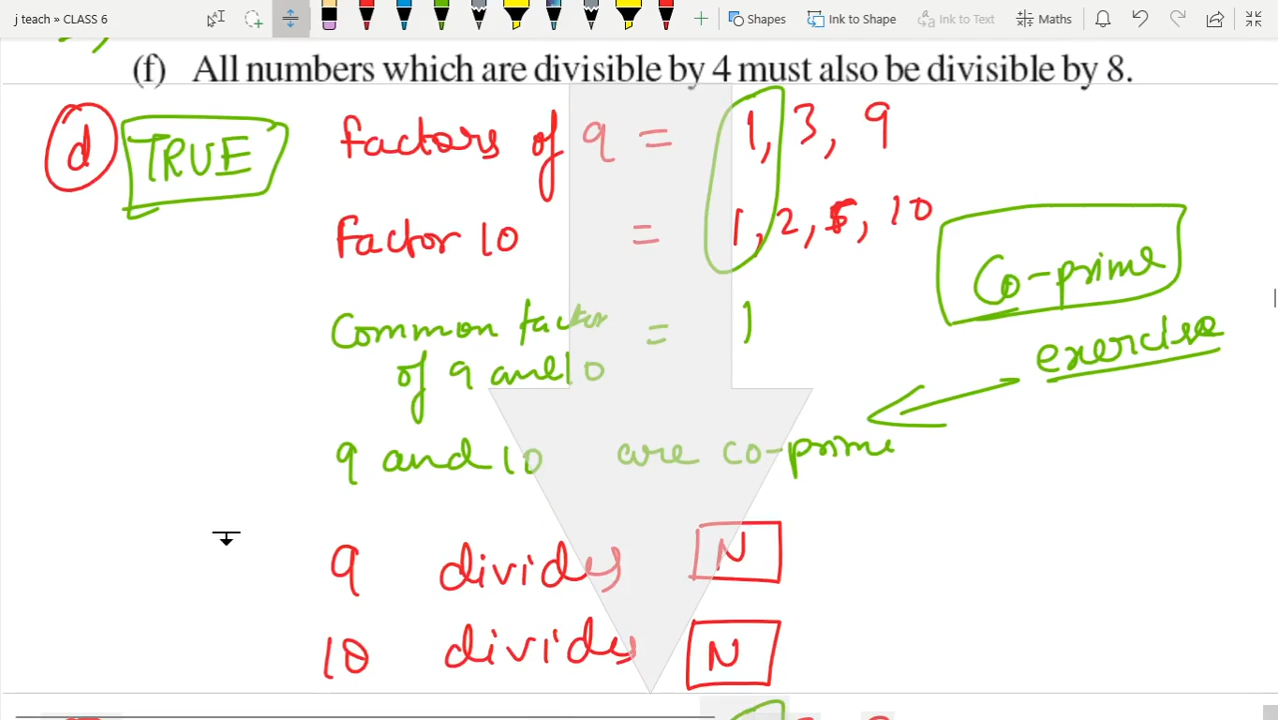 j teach ~ CLASS 6
Shapes
Ink to Shape
Ink to Text
Maths
(f) All numbers which are divisible by 4 must also be divisible by 8.
d TRUE factors of 9 = 1, 3, 9
factor 10 = 1, 2, 5, 10
Co-prime
Common factor = 1
of 9 and 10
exercise
9 and 10 are co-prime
9 divides N
10 divides N